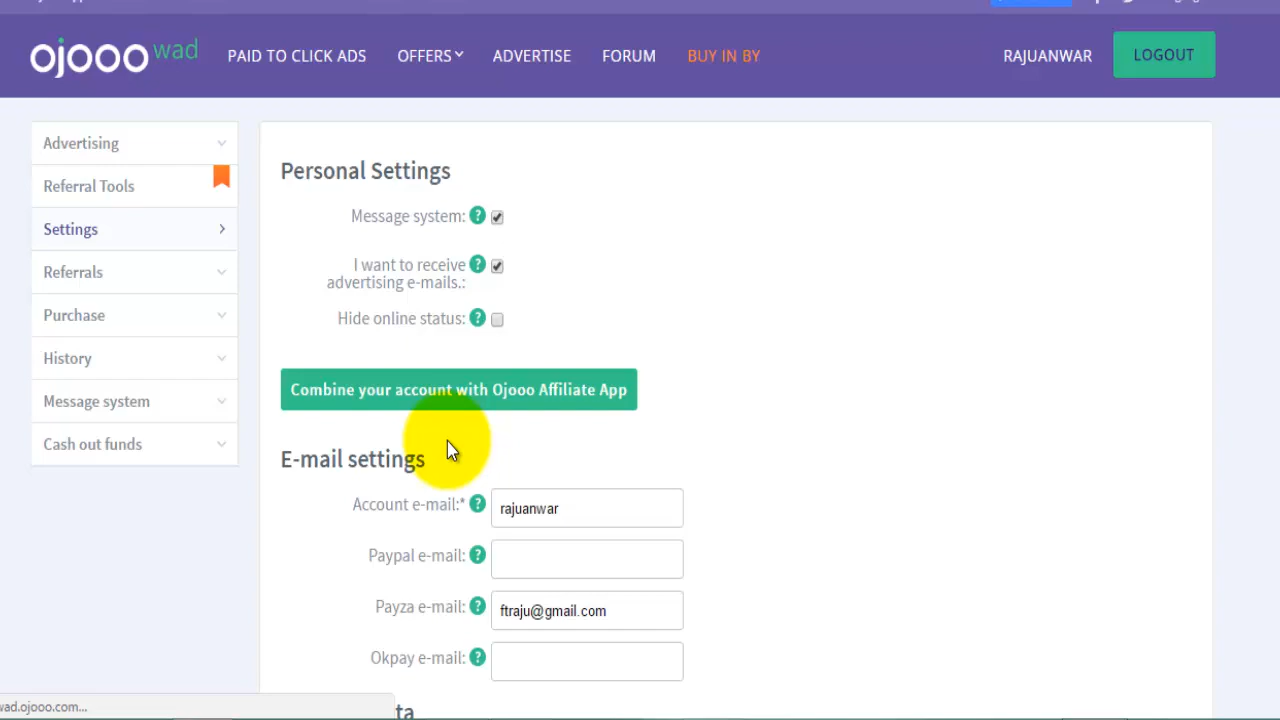 ojooo wad
PAID TO CLICK ADS
OFFERS
ADVERTISE
FORUM
BUY IN BY
RAJUANWAR
LOGOUT
Advertising
Referral Tools
Settings
Referrals
Purchase
History
Message system
Cash out funds
Personal Settings
Message system: ?
I want to receive ?
advertising e-mails.:
Hide online status: ?
Combine your account with Ojooo Affiliate App
E-mail settings
Account e-mail:* ? rajuanwar
Paypal e-mail: ?
Payza e-mail: ? ftraju@gmail.com
Okpay e-mail: ?
wad.ojooo.com...